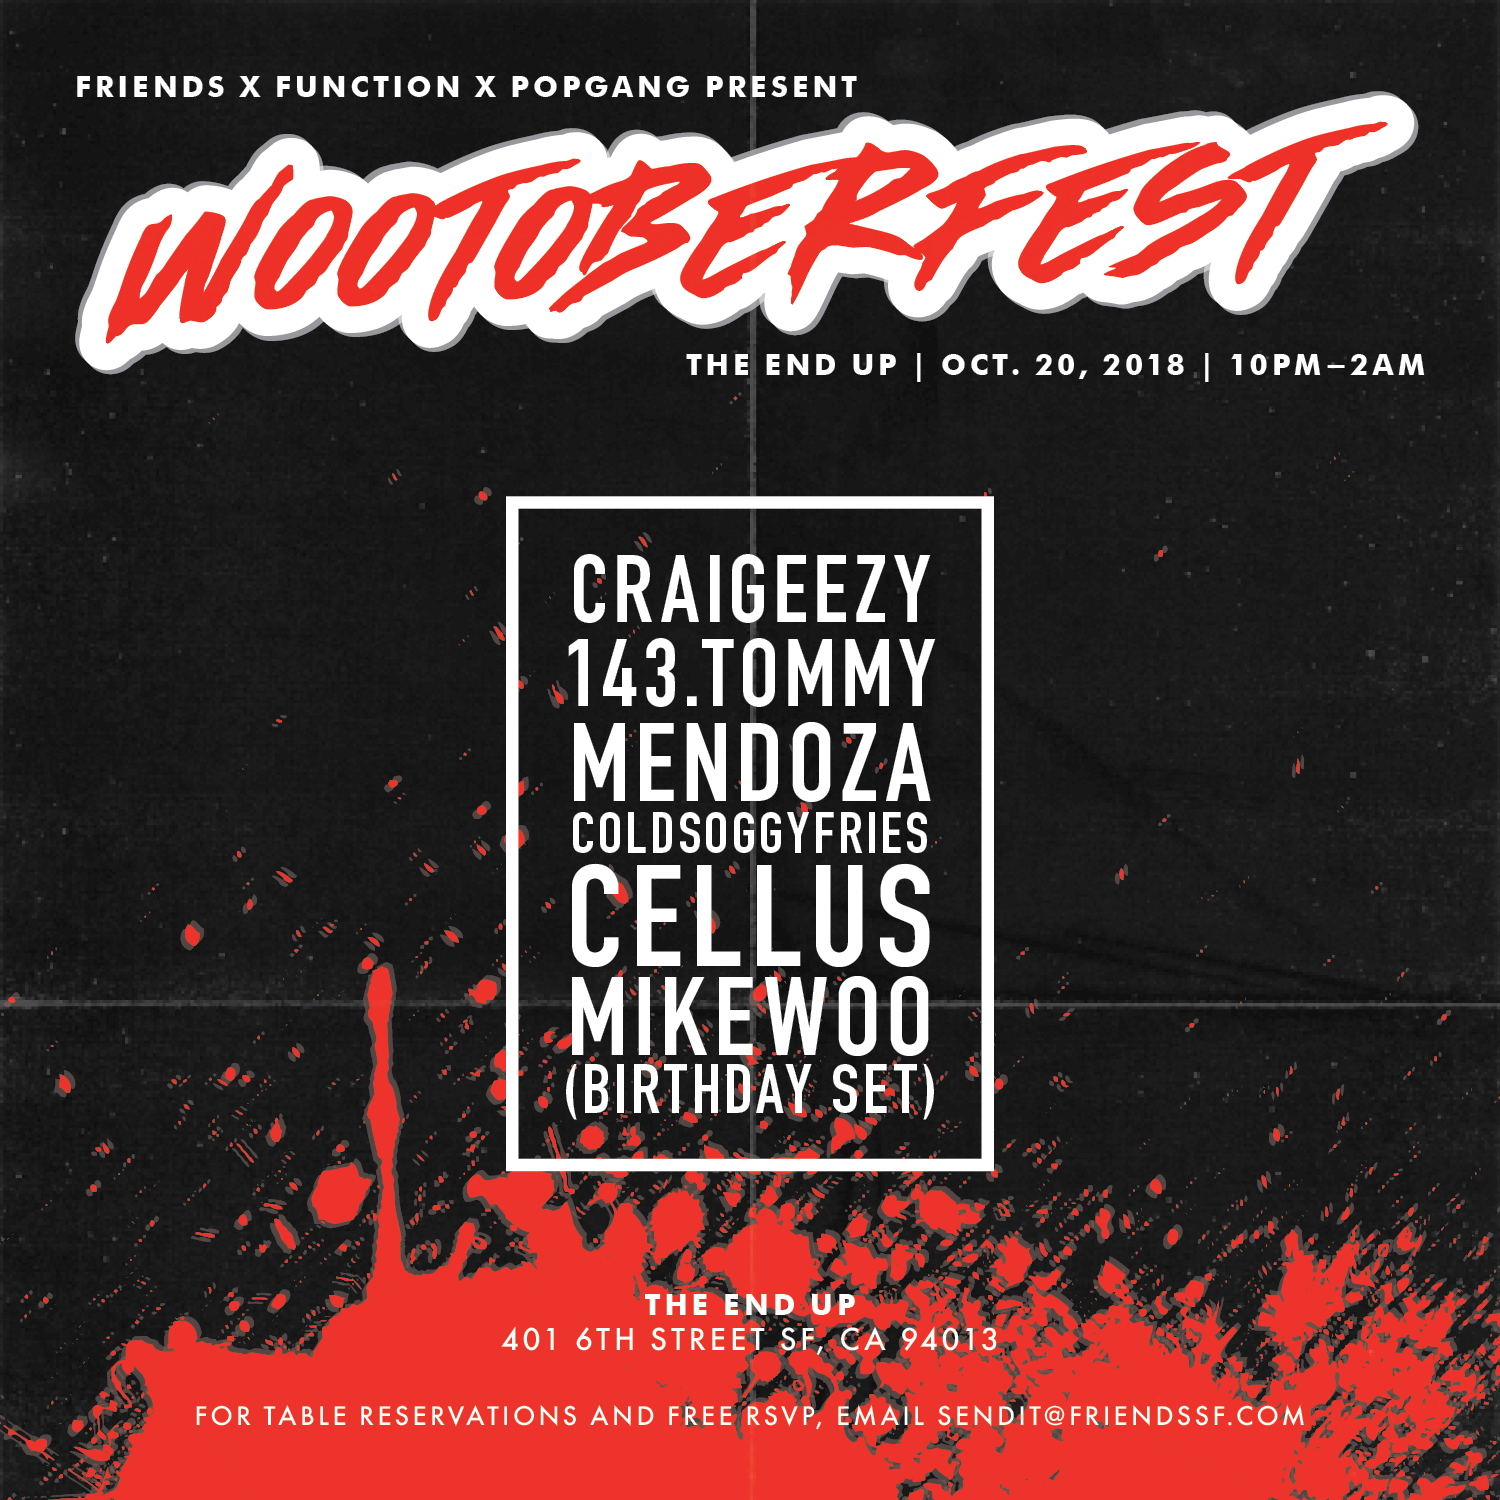 FRIENDS X FUNCTION X POPGANG PRESENT
WOOTOBERFEST
THE END UP | OCT. 20, 2018 | 10PM–2AM
CRAIGEEZY
143.TOMMY
MENDOZA
COLDSOGGYFRIES
CELLUS
MIKEWOO
(BIRTHDAY SET)
THE END UP
401 6TH STREET SF, CA 94013
FOR TABLE RESERVATIONS AND FREE RSVP, EMAIL SENDIT@FRIENDSSF.COM